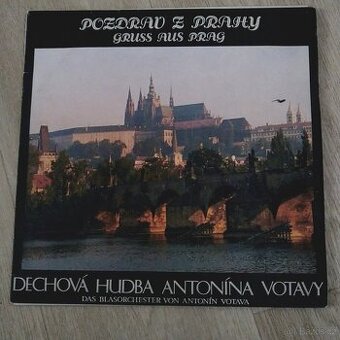 POZDRAV Z PRAHY
GRUSS AUS PRAG
DECHOVÁ HUDBA ANTONÍNA VOTAVY
DAS BLASORCHESTER VON ANTONÍN VOTAVA